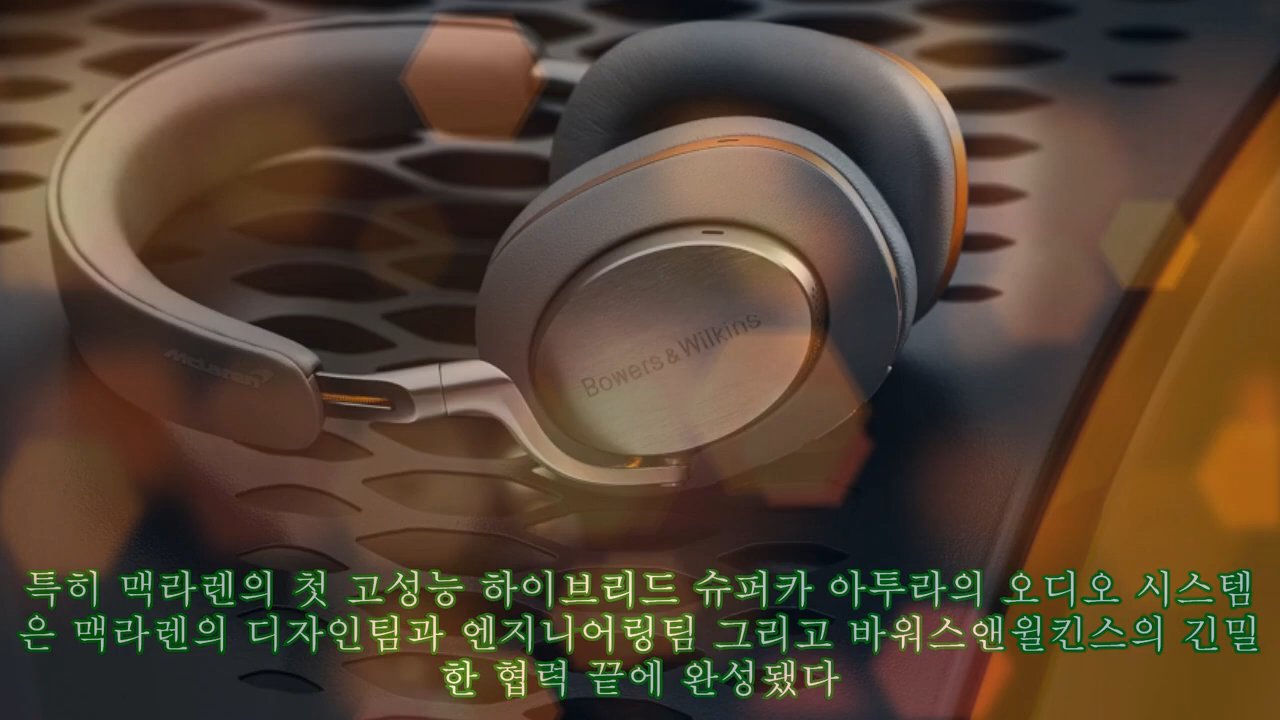 McLaren
Bowers & Wilkins
특히 맥라렌의 첫 고성능 하이브리드 슈퍼카 아투라의 오디오 시스템
은 맥라렌의 디자인팀과 엔지니어링팀 그리고 바워스앤윌킨스의 긴밀
한 협력 끝에 완성됐다